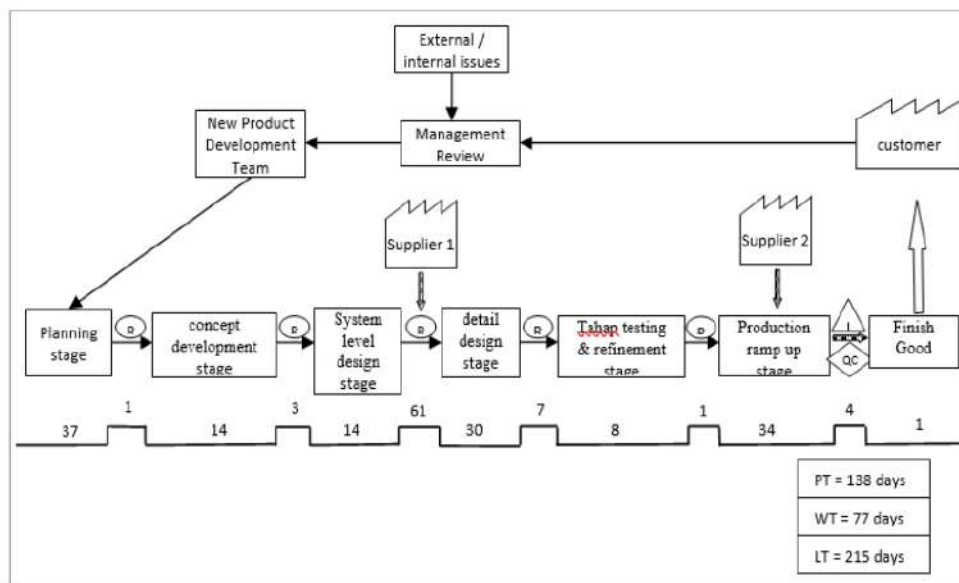 External /
internal issues
New Product
Development
Team
Management
Review
customer
Supplier 1
Supplier 2
Planning
stage
D
concept
development
stage
D
System
level
design
stage
D
detail
design
stage
D
Tahap testing
& refinement
stage
D
Production
ramp up
stage
I
QC
Finish
Good
37
1
14
3
14
61
30
7
8
1
34
4
1
PT = 138 days
WT = 77 days
LT = 215 days